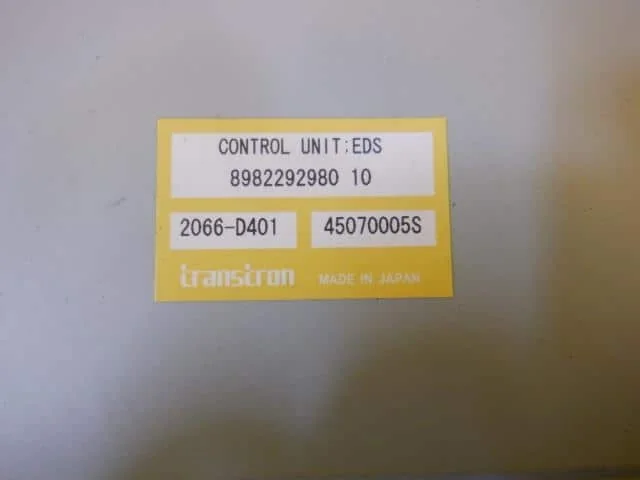 CONTROL UNIT:EDS
8982292980 10
2066-D401 45070005S
transtron MADE IN JAPAN